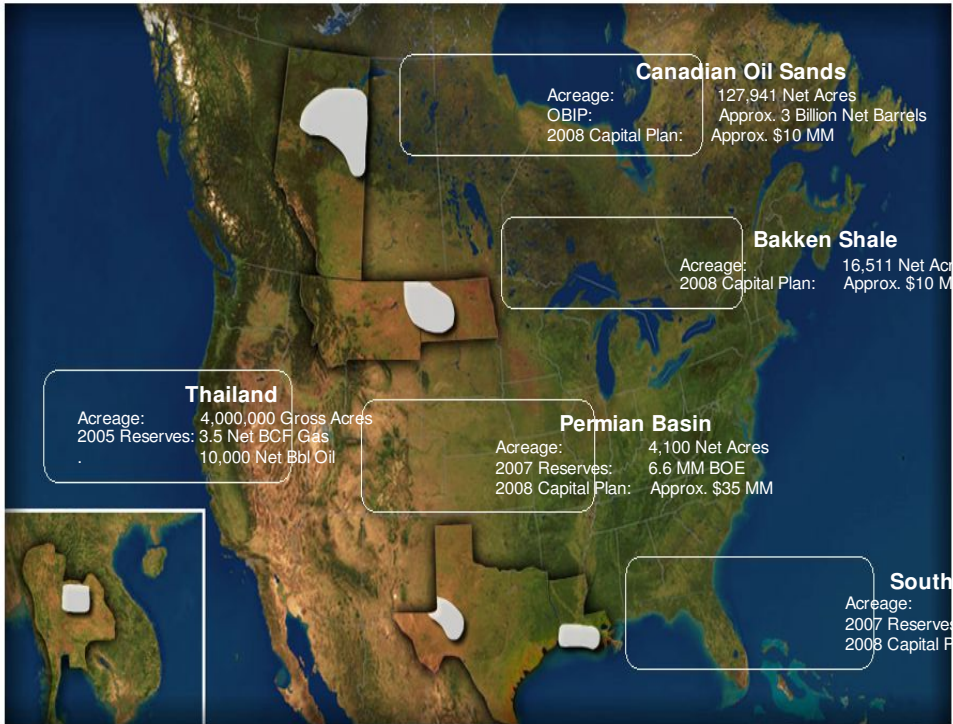 Canadian Oil Sands
Acreage: 127,941 Net Acres
OBIP: Approx. 3 Billion Net Barrels
2008 Capital Plan: Approx. $10 MM
Bakken Shale
Acreage: 16,511 Net Acr
2008 Capital Plan: Approx. $10 M
Thailand
Acreage: 4,000,000 Gross Acres
2005 Reserves: 3.5 Net BCF Gas
. 10,000 Net Bbl Oil
Permian Basin
Acreage: 4,100 Net Acres
2007 Reserves: 6.6 MM BOE
2008 Capital Plan: Approx. $35 MM
South
Acreage:
2007 Reserves
2008 Capital P